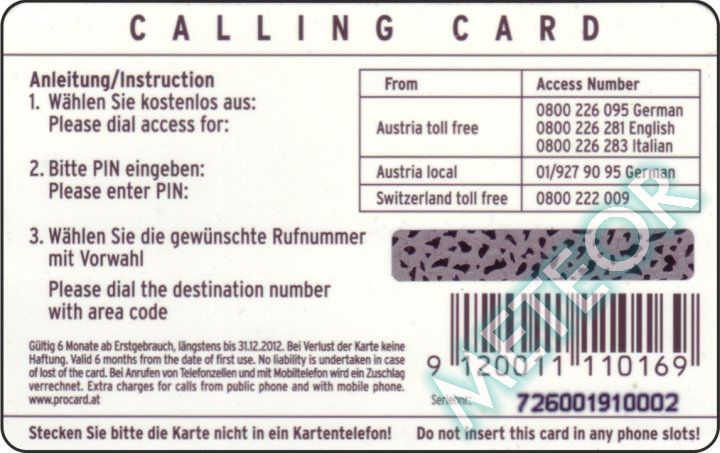 CALLING CARD
Anleitung/Instruction
1. Wählen Sie kostenlos aus:
Please dial access for:
2. Bitte PIN eingeben:
Please enter PIN:
3. Wählen Sie die gewünschte Rufnummer
mit Vorwahl
Please dial the destination number
with area code
From Access Number
Austria toll free
0800 226 095 German
0800 226 281 English
0800 226 283 Italian
Austria local 01/927 90 95 German
Switzerland toll free 0800 222 009
METEOR
Gültig 6 Monate ab Erstgebrauch, längstens bis 31.12.2012. Bei Verlust der Karte keine
Haftung. Valid 6 months from the date of first use. No liability is undertaken in case
of lost of the card. Bei Anrufen von Telefonzellen und mit Mobiltelefon wird ein Zuschlag
verrechnet. Extra charges for calls from public phone and with mobile phone.
www.procard.at
9 120011 110169
Seriennr.: 726001910002
Stecken Sie bitte die Karte nicht in ein Kartentelefon! Do not insert this card in any phone slots!